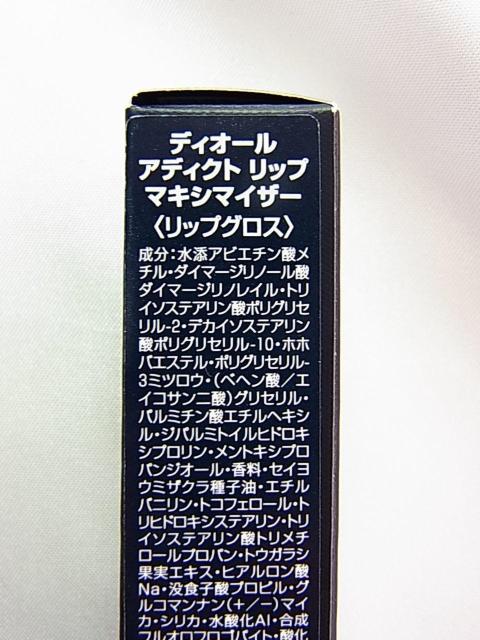 ディオール
アディクト リップ
マキシマイザー
〈リップグロス〉
成分:水添アビエチン酸メ
チル・ダイマージリノール酸
ダイマージリノレイル・トリ
イソステアリン酸ポリグリセ
リル-2・デカイソステアリン
酸ポリグリセリル-10・ホホ
バエステル・ポリグリセリル-
3ミツロウ・(ベヘン酸/エ
イコサン二酸)グリセリル・
パルミチン酸エチルヘキシ
ル・ジパルミトイルヒドロキ
シプロリン・メントキシプロ
パンジオール・香料・セイヨ
ウミザクラ種子油・エチル
バニリン・トコフェロール・ト
リヒドロキシステアリン・トリ
イソステアリン酸トリメチ
ロールプロパン・トウガラシ
果実エキス・ヒアルロン酸
Na・没食子酸プロピル・グ
ルコマンナン(+/−)マイ
カ・シリカ・水酸化Al・合成
フルオロフロゴパイト・酸化